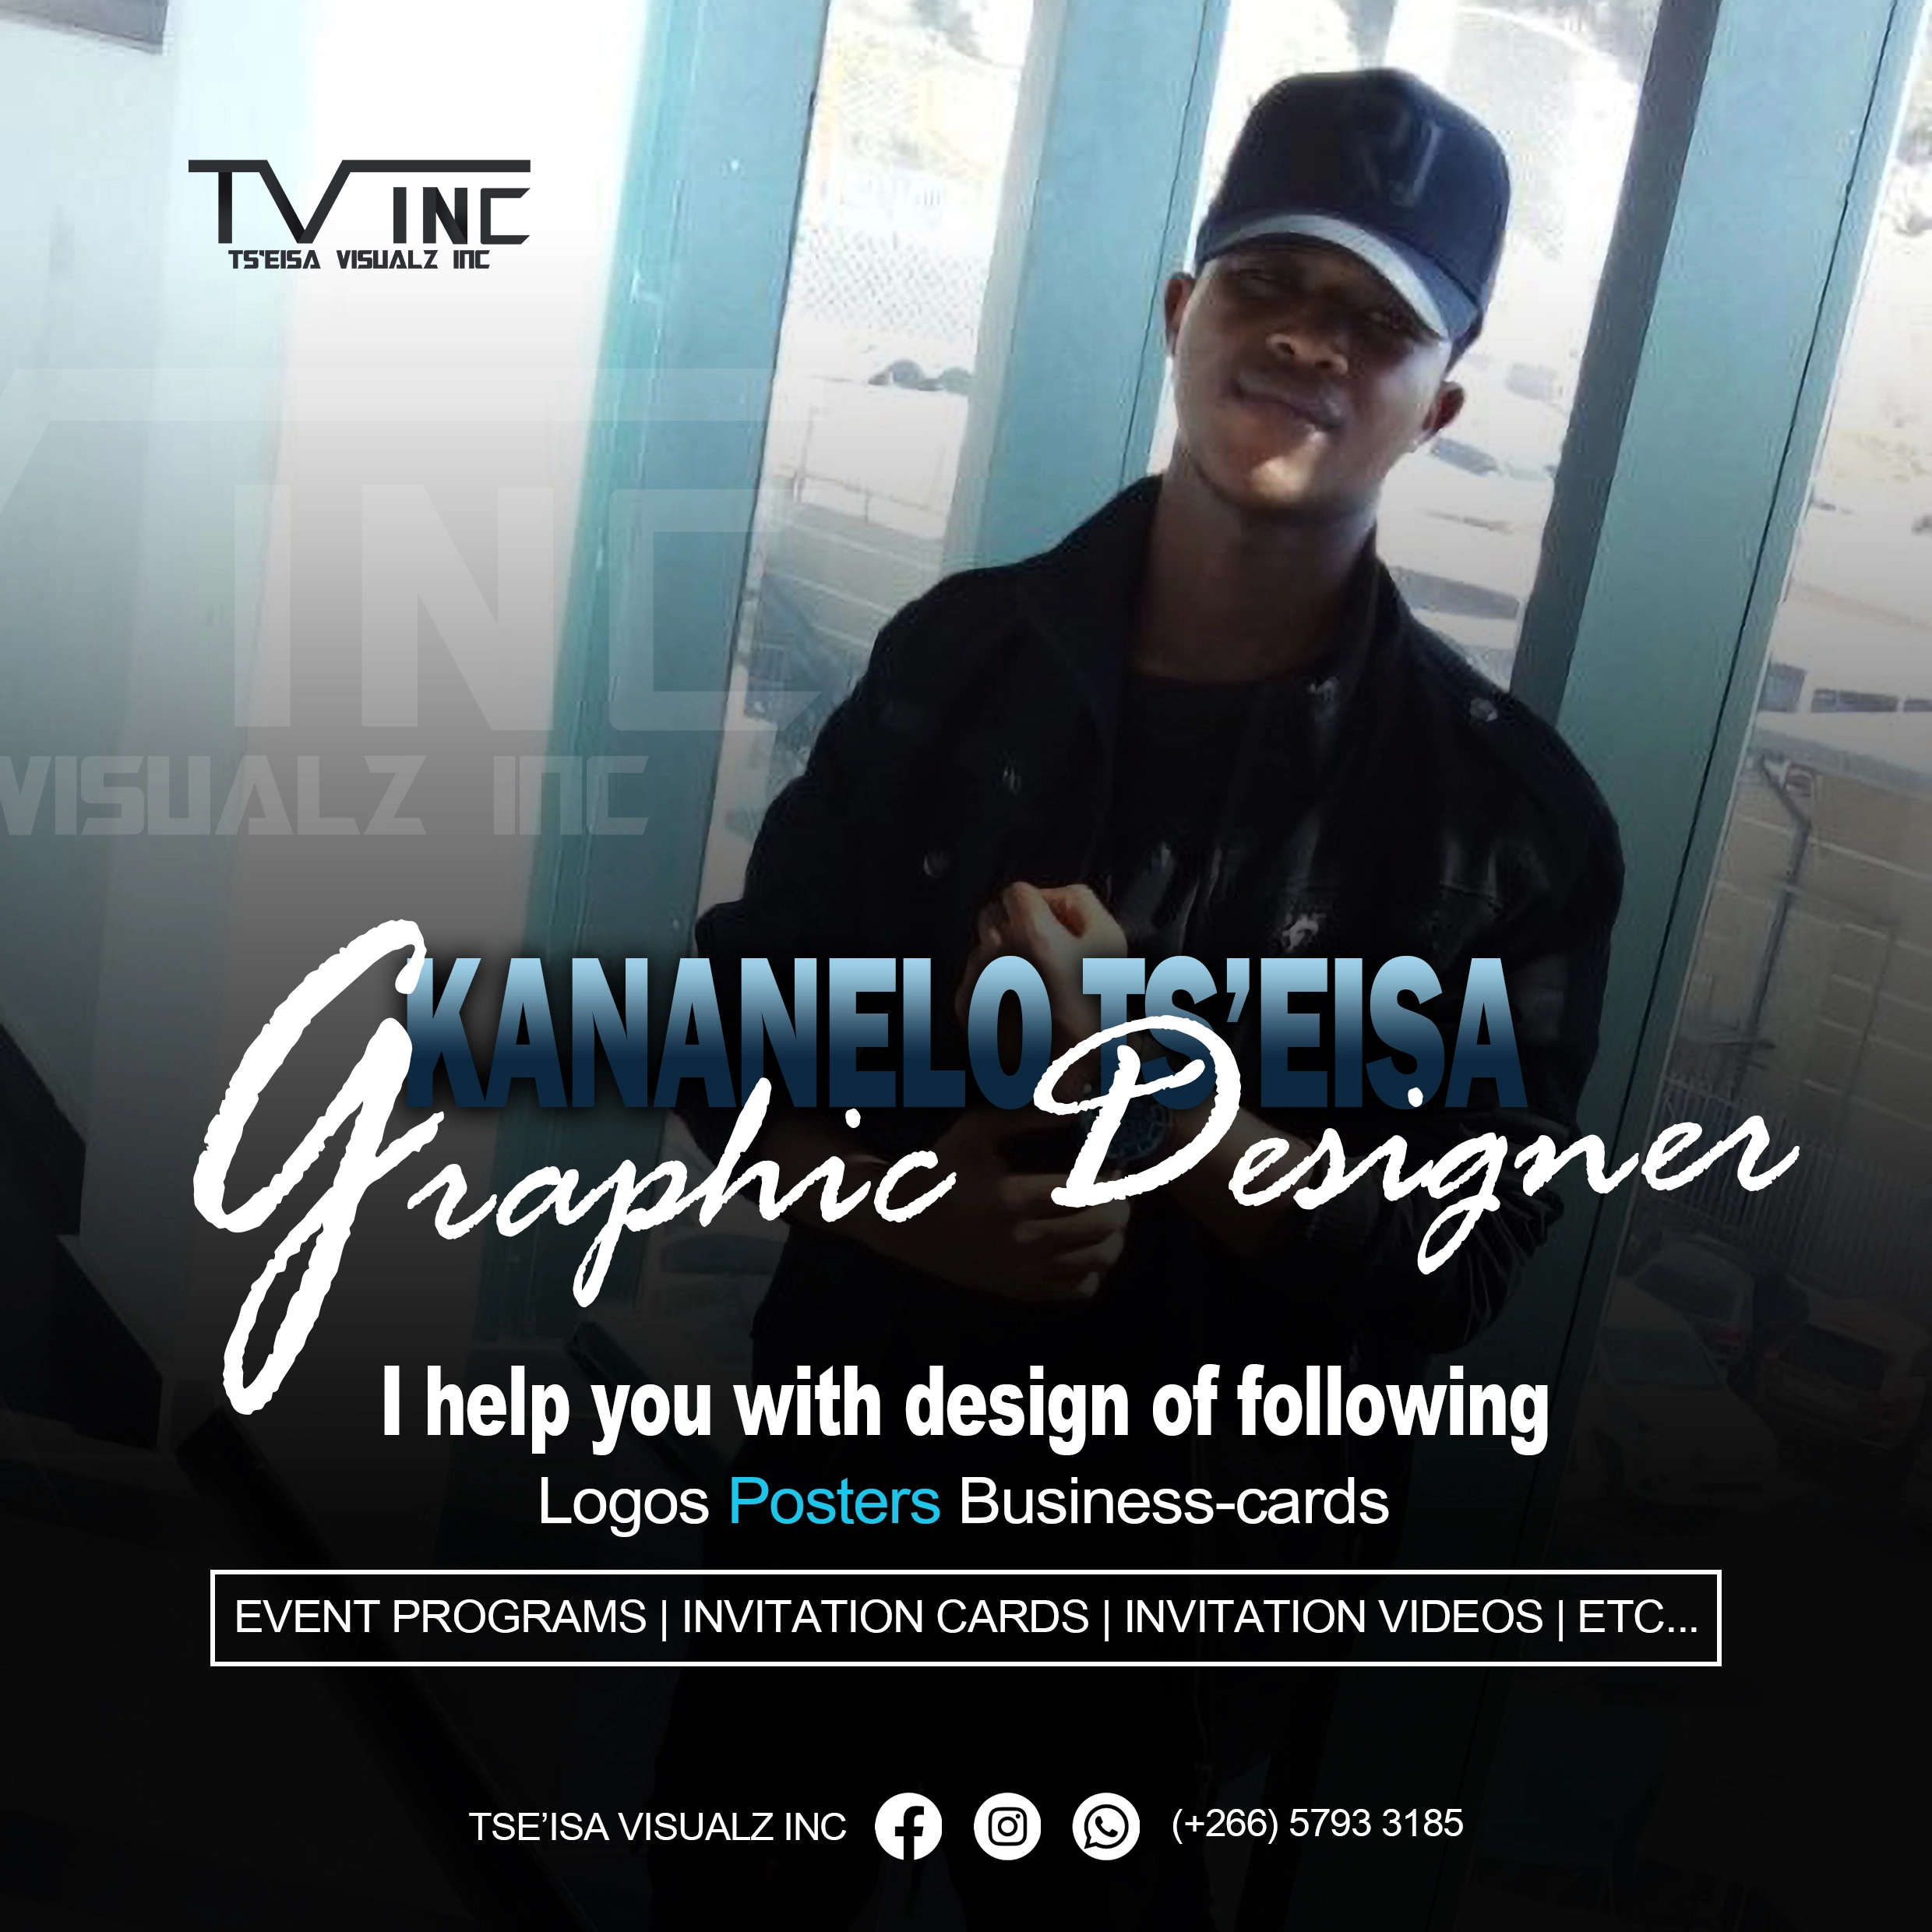 TV INC
TS'EISA VISUALZ INC
INC
VISUALZ INC
KANANELO TS'EISA
Graphic Designer
I help you with design of following
Logos Posters Business-cards
EVENT PROGRAMS | INVITATION CARDS | INVITATION VIDEOS | ETC...
TSE'ISA VISUALZ INC (+266) 5793 3185